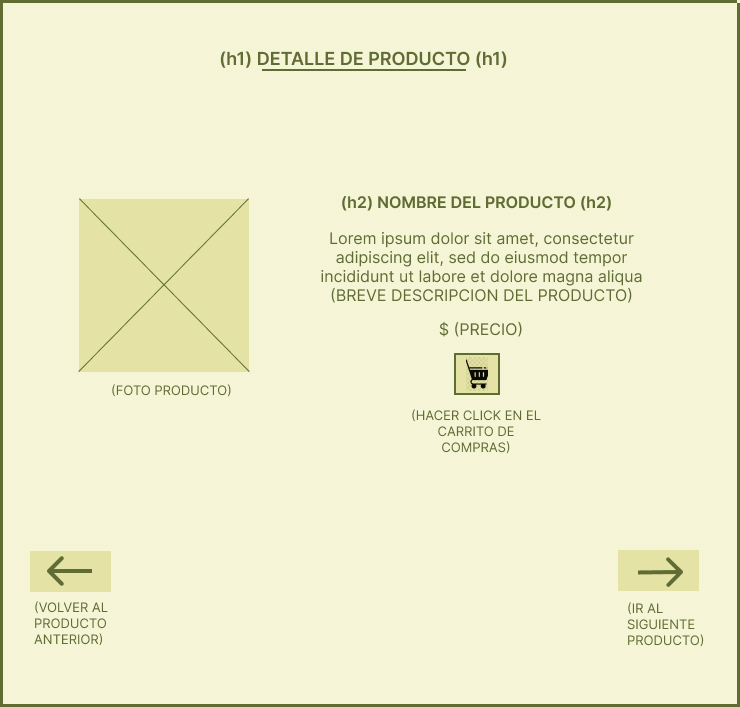 (h1) DETALLE DE PRODUCTO (h1)
(h2) NOMBRE DEL PRODUCTO (h2)
Lorem ipsum dolor sit amet, consectetur
adipiscing elit, sed do eiusmod tempor
incididunt ut labore et dolore magna aliqua
(BREVE DESCRIPCION DEL PRODUCTO)
$ (PRECIO)
(FOTO PRODUCTO)
(HACER CLICK EN EL
CARRITO DE
COMPRAS)
(VOLVER AL
PRODUCTO
ANTERIOR)
(IR AL
SIGUIENTE
PRODUCTO)